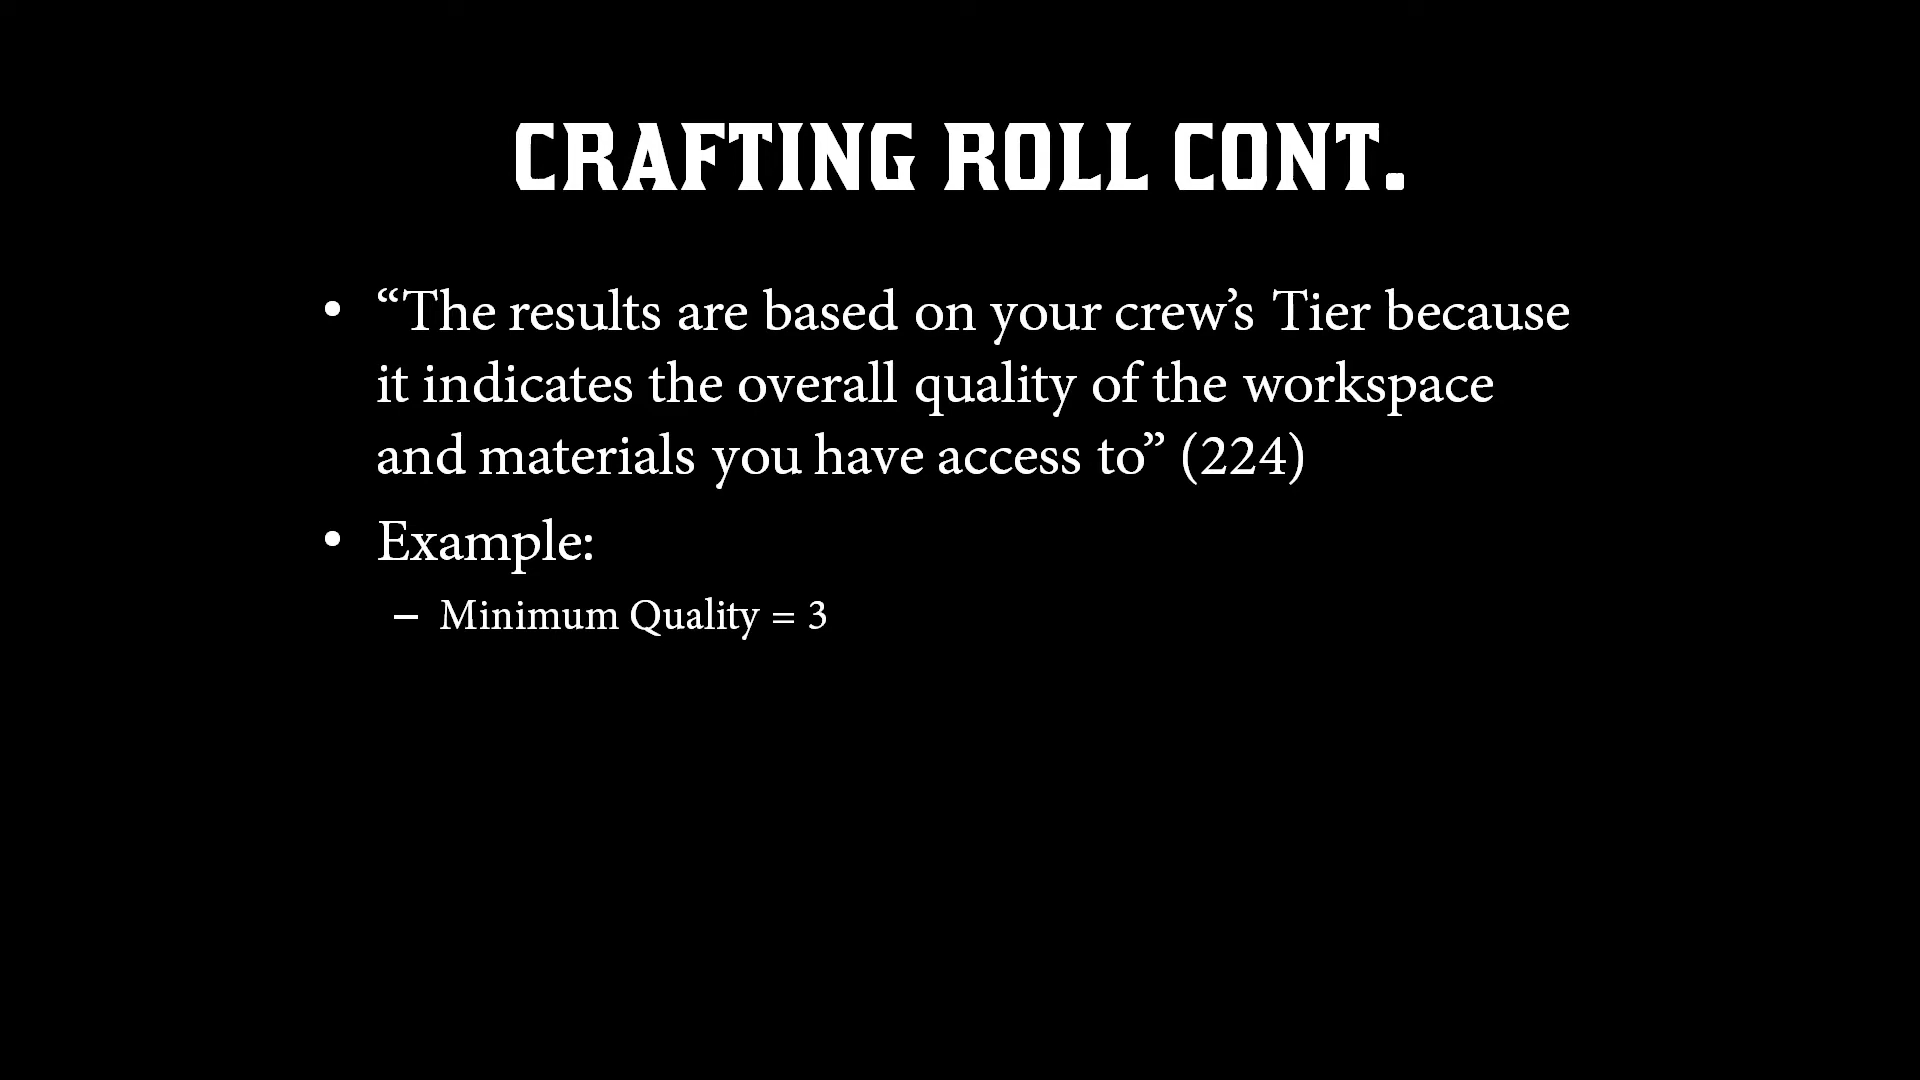 CRAFTING ROLL CONT.
• “The results are based on your crew’s Tier because
it indicates the overall quality of the workspace
and materials you have access to” (224)
• Example:
– Minimum Quality = 3